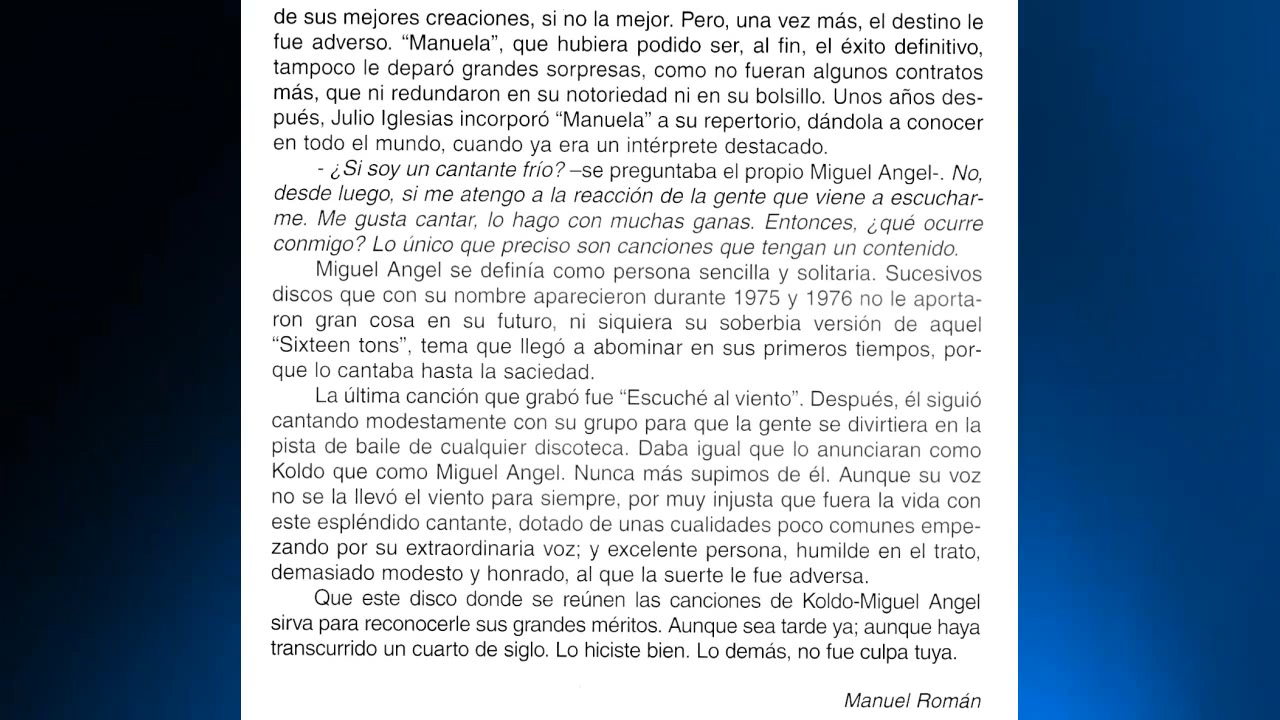 de sus mejores creaciones, si no la mejor. Pero, una vez más, el destino le
fue adverso. “Manuela”, que hubiera podido ser, al fin, el éxito definitivo,
tampoco le deparó grandes sorpresas, como no fueran algunos contratos
más, que ni redundaron en su notoriedad ni en su bolsillo. Unos años des-
pués, Julio Iglesias incorporó “Manuela” a su repertorio, dándola a conocer
en todo el mundo, cuando ya era un intérprete destacado.
- ¿Si soy un cantante frío? –se preguntaba el propio Miguel Angel-. No,
desde luego, si me atengo a la reacción de la gente que viene a escuchar-
me. Me gusta cantar, lo hago con muchas ganas. Entonces, ¿qué ocurre
conmigo? Lo único que preciso son canciones que tengan un contenido.
Miguel Angel se definía como persona sencilla y solitaria. Sucesivos
discos que con su nombre aparecieron durante 1975 y 1976 no le aporta-
ron gran cosa en su futuro, ni siquiera su soberbia versión de aquel
“Sixteen tons”, tema que llegó a abominar en sus primeros tiempos, por-
que lo cantaba hasta la saciedad.
La última canción que grabó fue “Escuché al viento”. Después, él siguió
cantando modestamente con su grupo para que la gente se divirtiera en la
pista de baile de cualquier discoteca. Daba igual que lo anunciaran como
Koldo que como Miguel Angel. Nunca más supimos de él. Aunque su voz
no se la llevó el viento para siempre, por muy injusta que fuera la vida con
este espléndido cantante, dotado de unas cualidades poco comunes empe-
zando por su extraordinaria voz; y excelente persona, humilde en el trato,
demasiado modesto y honrado, al que la suerte le fue adversa.
Que este disco donde se reúnen las canciones de Koldo-Miguel Angel
sirva para reconocerle sus grandes méritos. Aunque sea tarde ya; aunque haya
transcurrido un cuarto de siglo. Lo hiciste bien. Lo demás, no fue culpa tuya.
Manuel Román